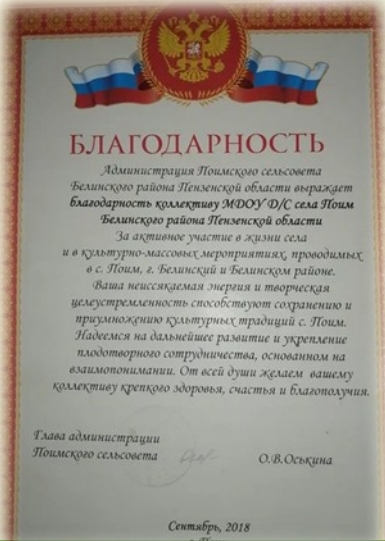 БЛАГОДАРНОСТЬ
Администрация Поимского сельсовета
Белинского района Пензенской области выражает
благодарность коллективу МДОУ Д/С села Поим
Белинского района Пензенской области
За активное участие в жизни села
и в культурно-массовых мероприятиях, проводимых
в с. Поим, г. Белинский и Белинском районе.
Ваша неиссякаемая энергия и творческая
целеустремленность способствуют сохранению и
приумножению культурных традиций с. Поим.
Надеемся на дальнейшее развитие и укрепление
плодотворного сотрудничества, основанном на
взаимопонимании. От всей души желаем вашему
коллективу крепкого здоровья, счастья и благополучия.
Глава администрации
Поимского сельсовета О.В.Оськина
Сентябрь, 2018